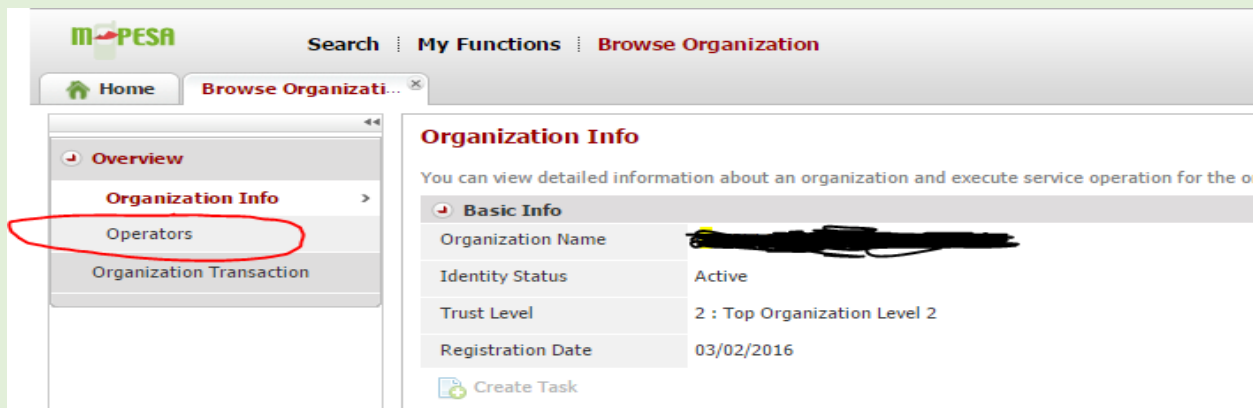 m-PESA
Search | My Functions | Browse Organization
Home Browse Organizati...
Overview
Organization Info
Operators
Organization Transaction
Organization Info
You can view detailed information about an organization and execute service operation for the o
Basic Info
Organization Name
Identity Status Active
Trust Level 2 : Top Organization Level 2
Registration Date 03/02/2016
Create Task